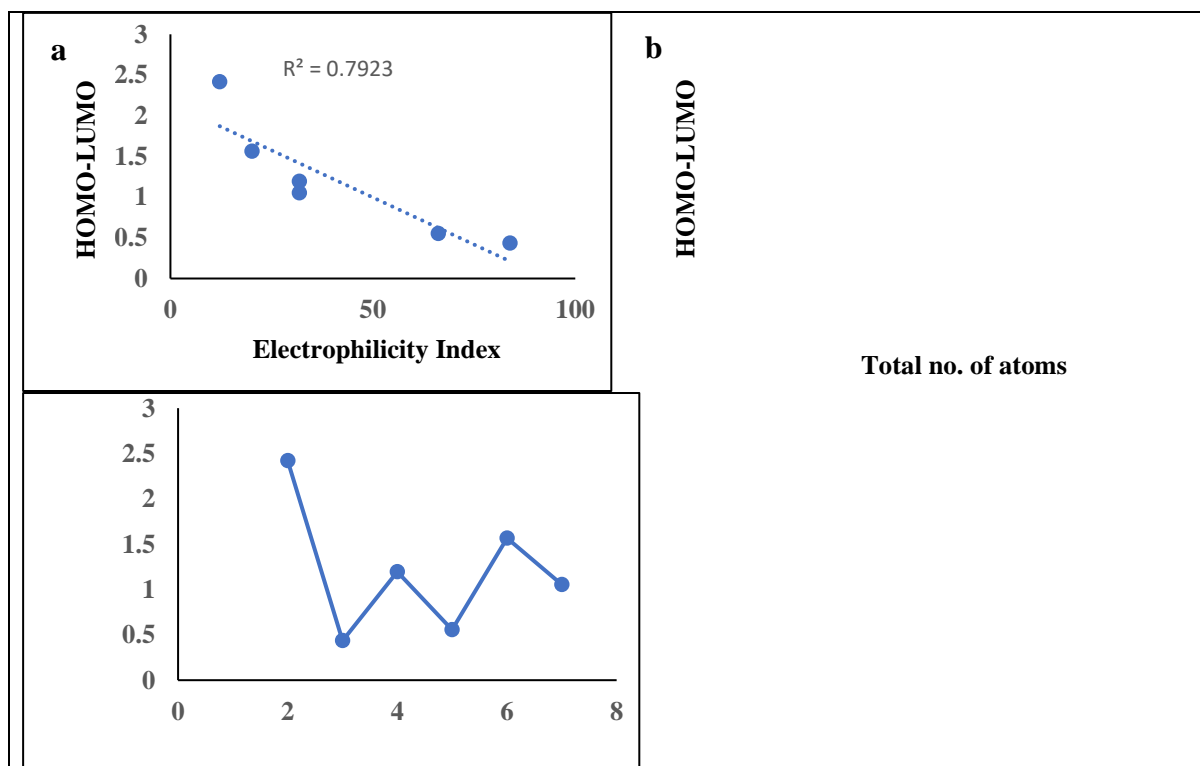 a
R² = 0.7923
HOMO-LUMO
3
2.5
2
1.5
1
0.5
0
0 50 100
Electrophilicity Index
b
HOMO-LUMO
Total no. of atoms
3
2.5
2
1.5
1
0.5
0
0 2 4 6 8